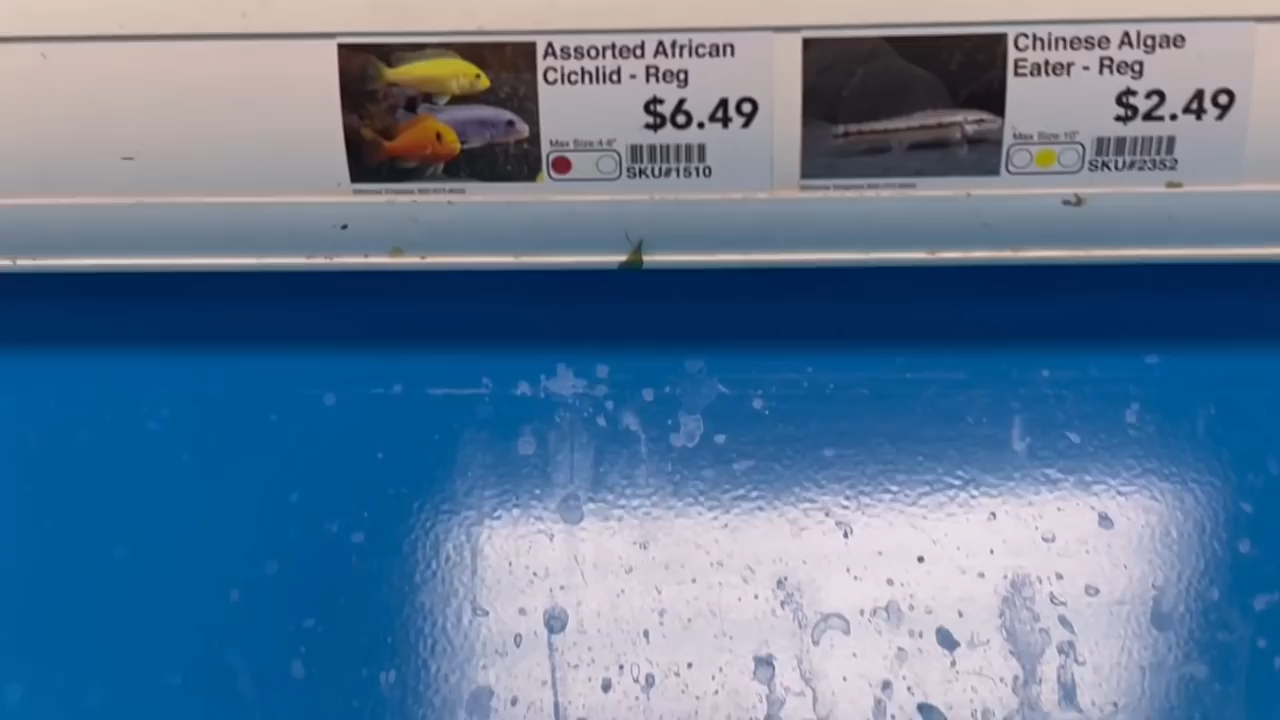 Assorted African
Cichlid - Reg
$6.49
Max Size:4-6"
SKU#1510
Chinese Algae
Eater - Reg
$2.49
Max Size:10"
SKU#2352